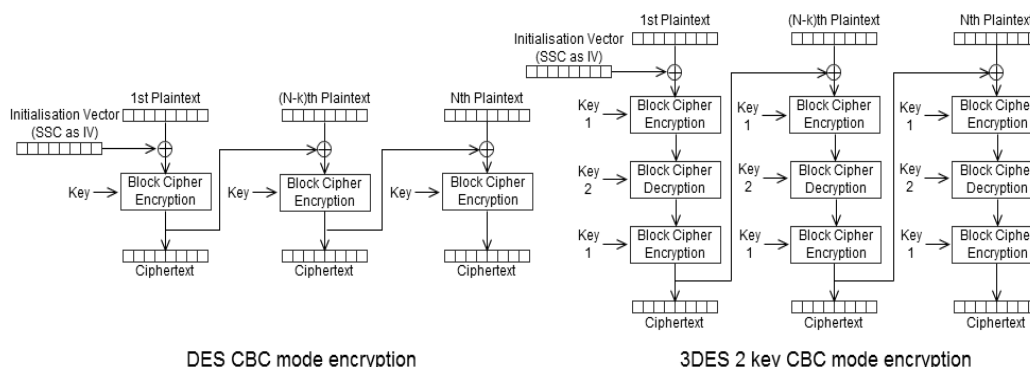 1st Plaintext
(N-k)th Plaintext
Nth Plaintext
Initialisation Vector
(SSC as IV)
Key
Block Cipher
Encryption
Key
Block Cipher
Encryption
Key
Block Cipher
Encryption
Ciphertext
Ciphertext
Ciphertext
DES CBC mode encryption
1st Plaintext
(N-k)th Plaintext
Nth Plaintext
Initialisation Vector
(SSC as IV)
Key
1
Block Cipher
Encryption
Key
1
Block Cipher
Encryption
Key
1
Block Cipher
Encryption
Key
2
Block Cipher
Decryption
Key
2
Block Cipher
Decryption
Key
2
Block Cipher
Decryption
Key
1
Block Cipher
Encryption
Key
1
Block Cipher
Encryption
Key
1
Block Cipher
Encryption
Ciphertext
Ciphertext
Ciphertext
3DES 2 key CBC mode encryption